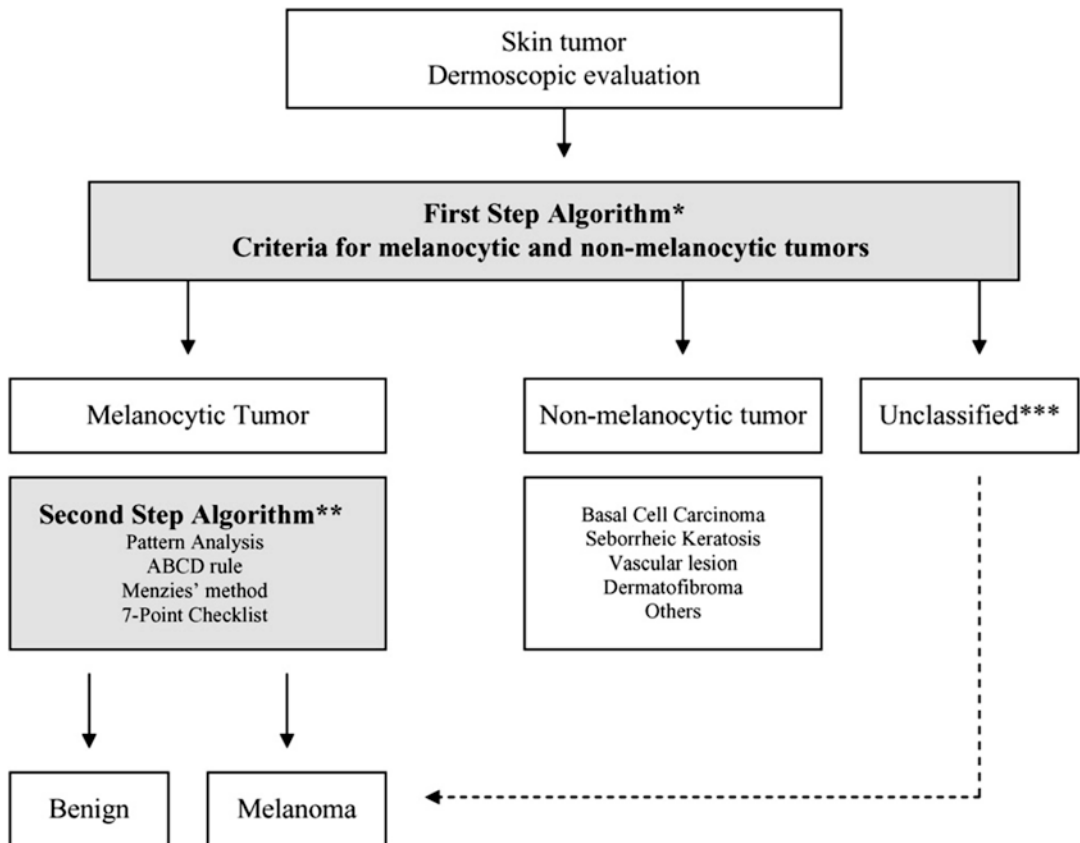 Skin tumor
Dermoscopic evaluation
First Step Algorithm*
Criteria for melanocytic and non-melanocytic tumors
Melanocytic Tumor
Non-melanocytic tumor
Unclassified***
Second Step Algorithm**
Pattern Analysis
ABCD rule
Menzies' method
7-Point Checklist
Basal Cell Carcinoma
Seborrheic Keratosis
Vascular lesion
Dermatofibroma
Others
Benign
Melanoma